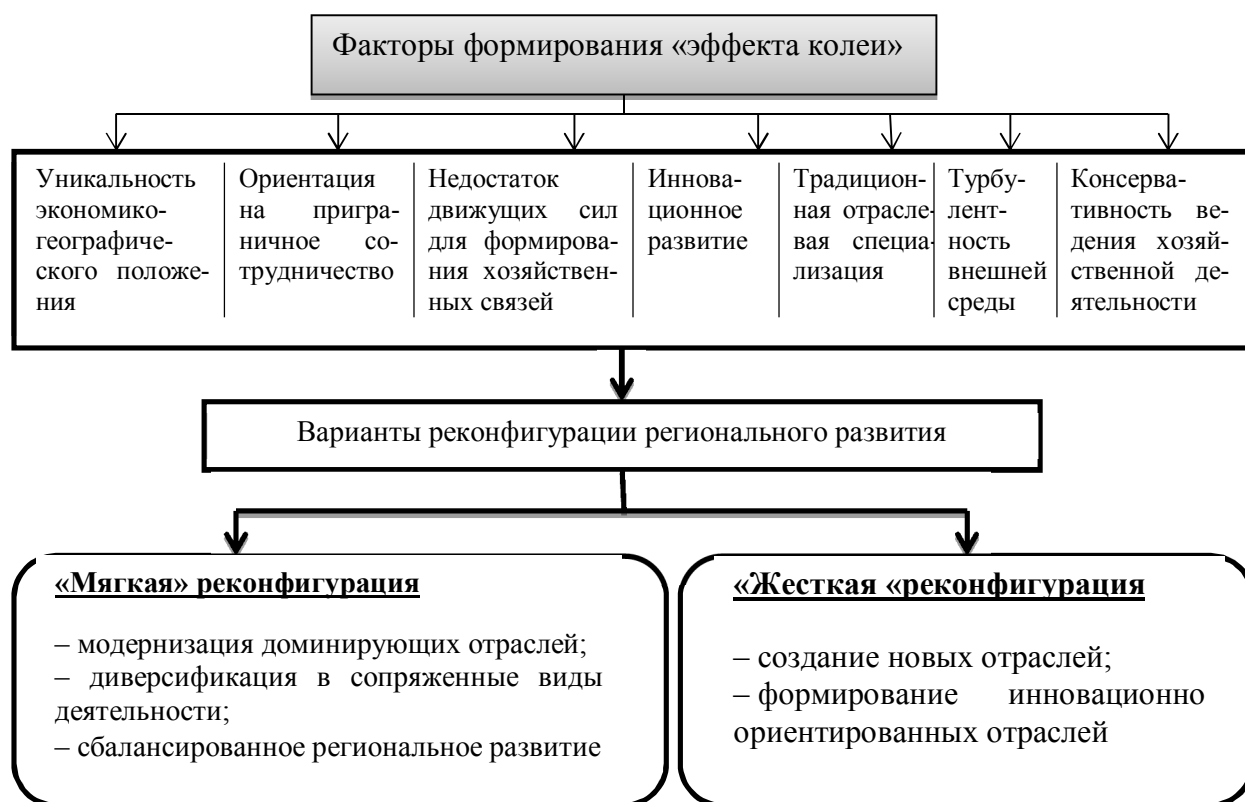 Факторы формирования «эффекта колеи»
Уникальность
экономико-
географиче-
ского положе-
ния
Ориентация
на пригра-
ничное со-
трудничество
Недостаток
движущих сил
для формирова-
ния хозяйствен-
ных связей
Иннова-
ционное
развитие
Традицион-
ная отрасле-
вая специа-
лизация
Турбу-
лент-
ность
внешней
среды
Консерва-
тивность ве-
дения хозяй-
ственной де-
ятельности
Варианты реконфигурации регионального развития
«Мягкая» реконфигурация
– модернизация доминирующих отраслей;
– диверсификация в сопряженные виды
деятельности;
– сбалансированное региональное развитие
«Жесткая «реконфигурация
– создание новых отраслей;
– формирование инновационно
ориентированных отраслей